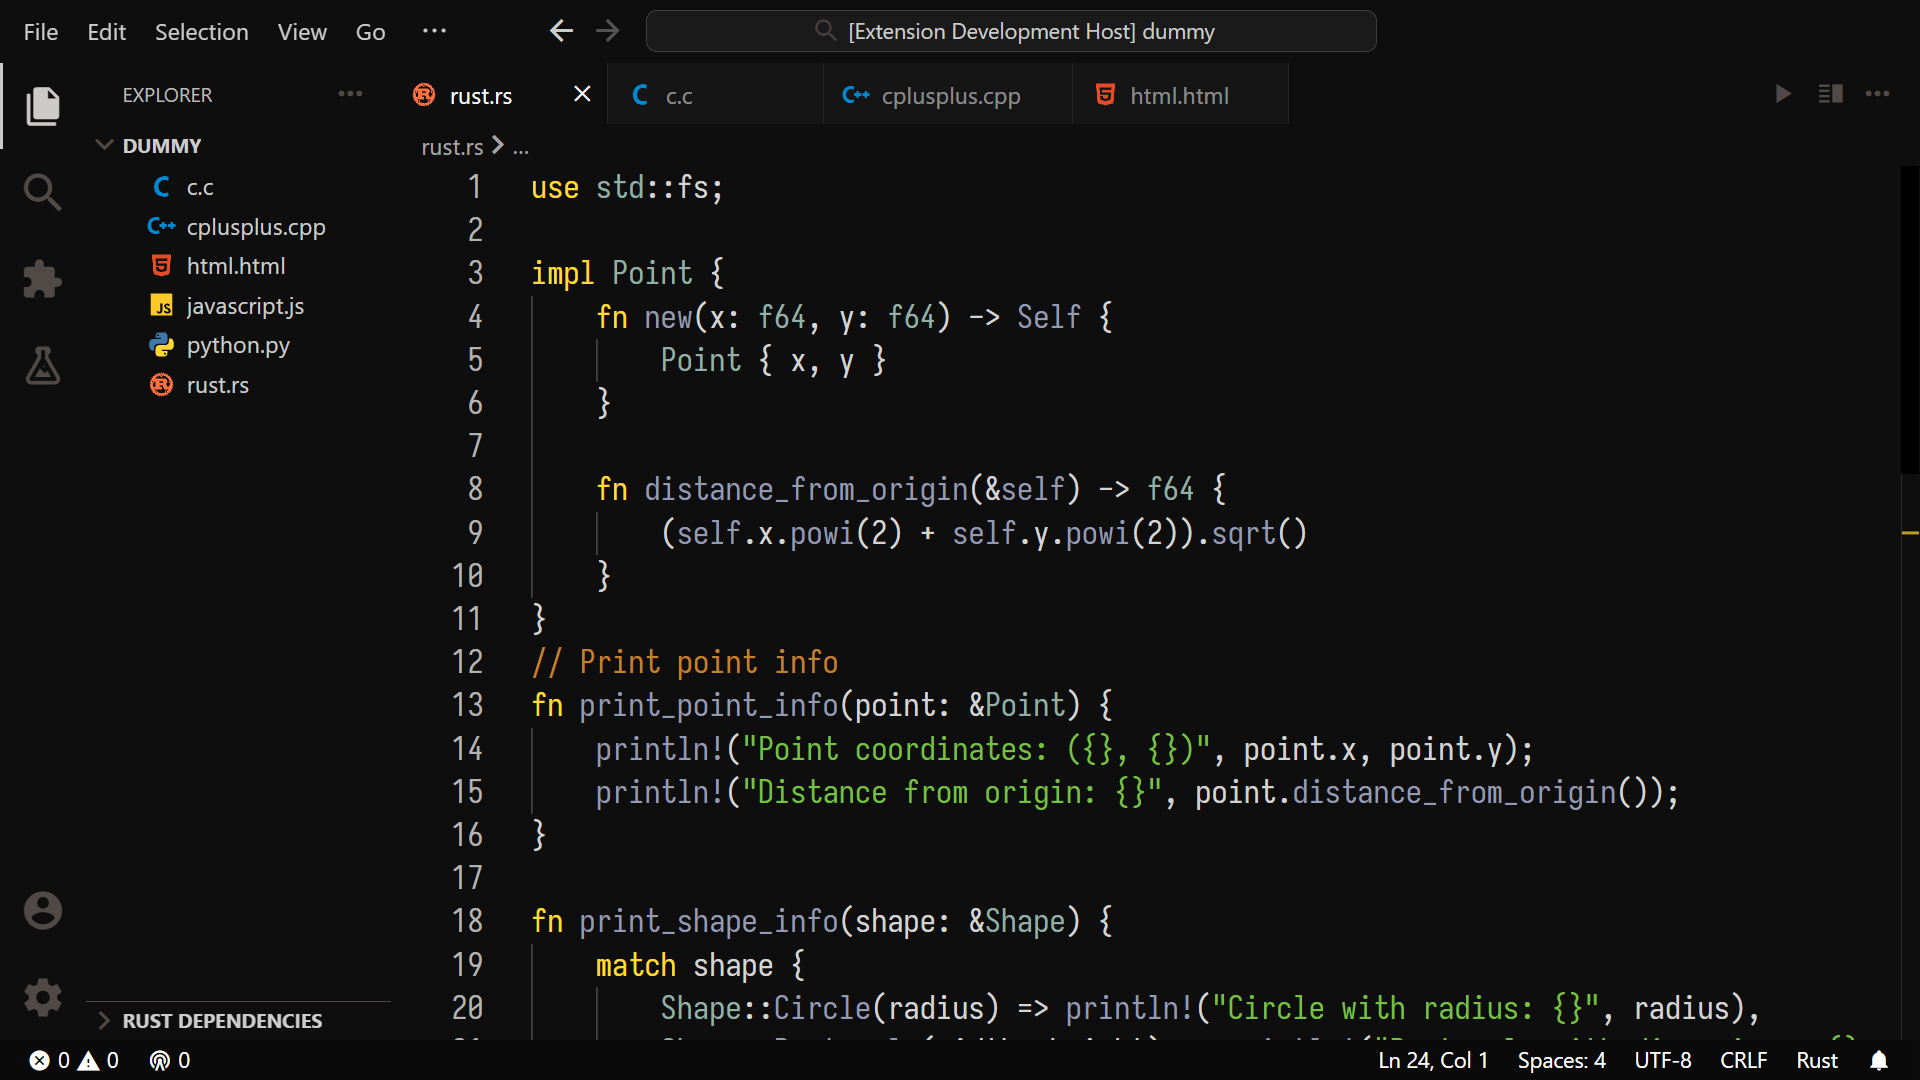 File Edit Selection View Go ···
[Extension Development Host] dummy
EXPLORER ···
DUMMY
c.c
cplusplus.cpp
html.html
javascript.js
python.py
rust.rs
RUST DEPENDENCIES
rust.rs c.c cplusplus.cpp html.html
rust.rs > ...
1 use std::fs;
2
3 impl Point {
4     fn new(x: f64, y: f64) -> Self {
5         Point { x, y }
6     }
7
8     fn distance_from_origin(&self) -> f64 {
9         (self.x.powi(2) + self.y.powi(2)).sqrt()
10     }
11 }
12 // Print point info
13 fn print_point_info(point: &Point) {
14     println!("Point coordinates: ({}, {})", point.x, point.y);
15     println!("Distance from origin: {}", point.distance_from_origin());
16 }
17
18 fn print_shape_info(shape: &Shape) {
19     match shape {
20         Shape::Circle(radius) => println!("Circle with radius: {}", radius),
0 0 0
Ln 24, Col 1 Spaces: 4 UTF-8 CRLF Rust